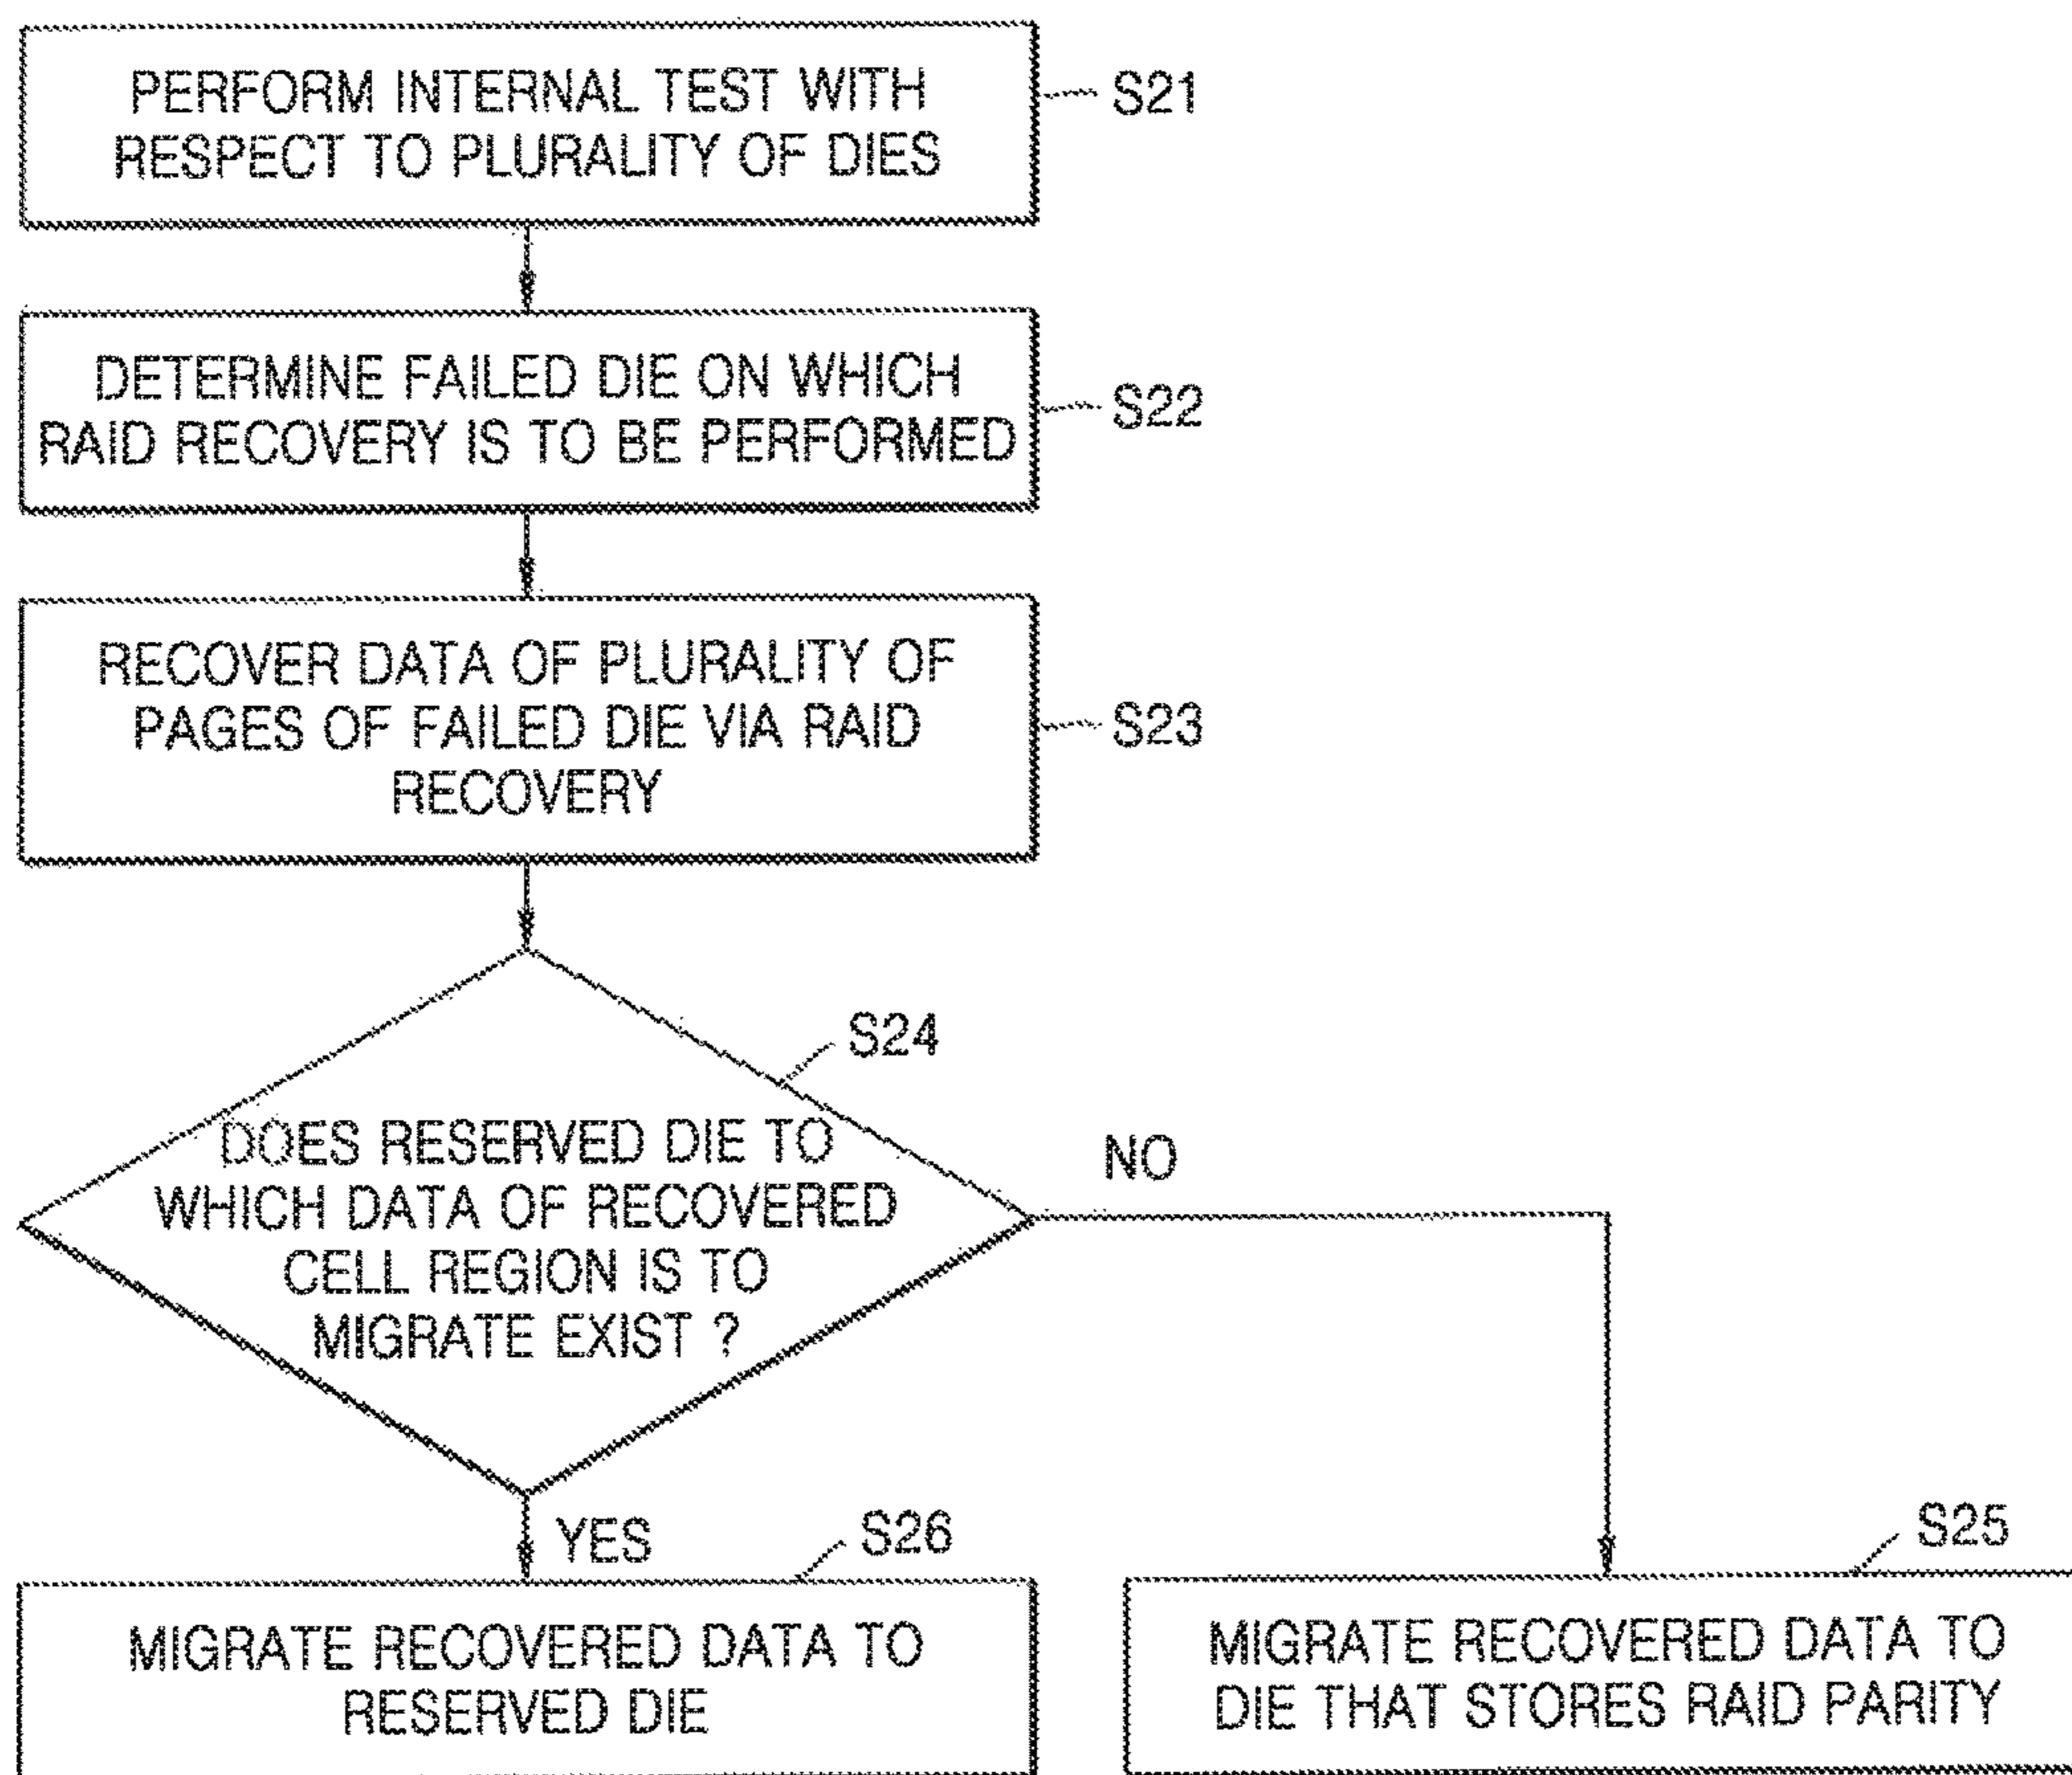 PERFORM INTERNAL TEST WITH
RESPECT TO PLURALITY OF DIES
S21
DETERMINE FAILED DIE ON WHICH
RAID RECOVERY IS TO BE PERFORMED
S22
RECOVER DATA OF PLURALITY OF
PAGES OF FAILED DIE VIA RAID
RECOVERY
S23
S24
DOES RESERVED DIE TO
WHICH DATA OF RECOVERED
CELL REGION IS TO
MIGRATE EXIST ?
NO
YES
S26
MIGRATE RECOVERED DATA TO
RESERVED DIE
S25
MIGRATE RECOVERED DATA TO
DIE THAT STORES RAID PARITY